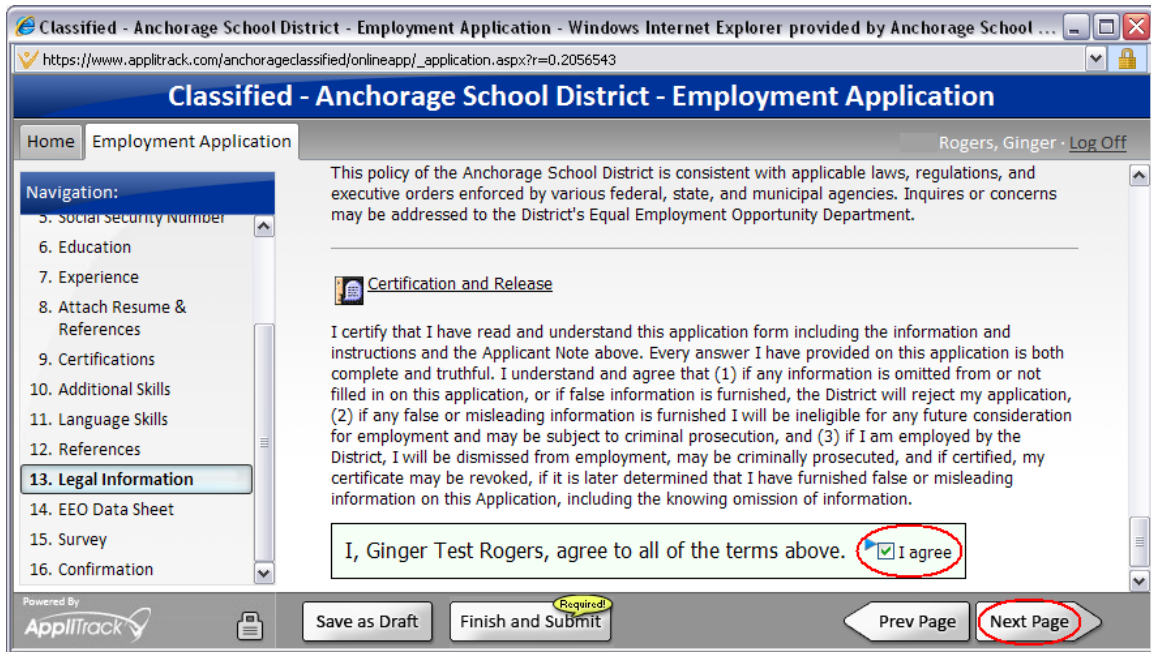 Classified - Anchorage School District - Employment Application - Windows Internet Explorer provided by Anchorage School ...
https://www.applitrack.com/anchorageclassified/onlineapp/_application.aspx?r=0.2056543
Classified - Anchorage School District - Employment Application
Home Employment Application Rogers, Ginger · Log Off
Navigation:
5. Social Security Number
6. Education
7. Experience
8. Attach Resume &
References
9. Certifications
10. Additional Skills
11. Language Skills
12. References
13. Legal Information
14. EEO Data Sheet
15. Survey
16. Confirmation
This policy of the Anchorage School District is consistent with applicable laws, regulations, and
executive orders enforced by various federal, state, and municipal agencies. Inquires or concerns
may be addressed to the District's Equal Employment Opportunity Department.
Certification and Release
I certify that I have read and understand this application form including the information and
instructions and the Applicant Note above. Every answer I have provided on this application is both
complete and truthful. I understand and agree that (1) if any information is omitted from or not
filled in on this application, or if false information is furnished, the District will reject my application,
(2) if any false or misleading information is furnished I will be ineligible for any future consideration
for employment and may be subject to criminal prosecution, and (3) if I am employed by the
District, I will be dismissed from employment, may be criminally prosecuted, and if certified, my
certificate may be revoked, if it is later determined that I have furnished false or misleading
information on this Application, including the knowing omission of information.
I, Ginger Test Rogers, agree to all of the terms above. I agree
Powered By
AppliTrack
Save as Draft
Required!
Finish and Submit
Prev Page
Next Page